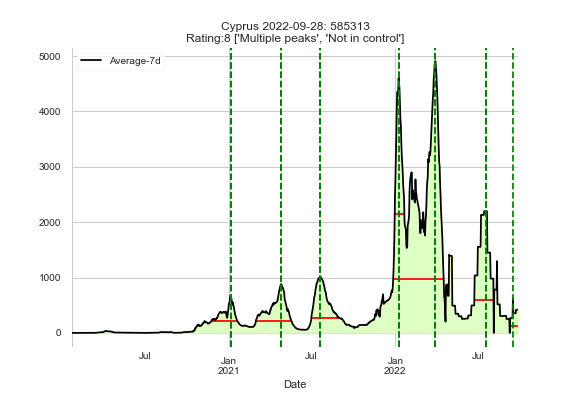 Cyprus 2022-09-28: 585313
Rating:8 ['Multiple peaks', 'Not in control']
Average-7d
5000
4000
3000
2000
1000
0
Jul
Jan
2021
Jul
Jan
2022
Jul
Date